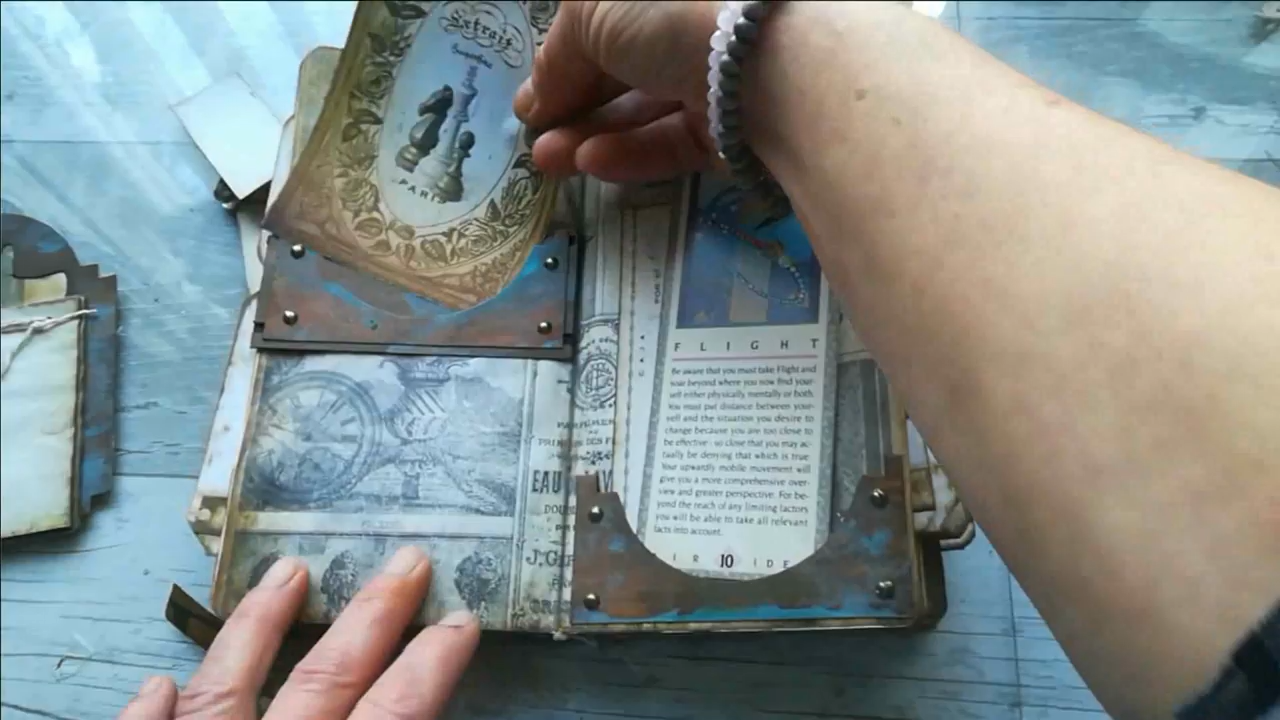 Extrait
PARIS
FLIGHT
Be aware that you must take Flight and
soar beyond where you now find your-
self either physically, mentally or both.
You must put distance between your-
self and the situation you desire to
change because you are too close to
be effective - so close that you may ac-
tually be denying that which is true.
Your upwardly mobile movement will
give you a more comprehensive over-
view and greater perspective. For be-
yond the reach of any limiting factors
you will be able to take all relevant
facts into account.
10
EAU
J.G